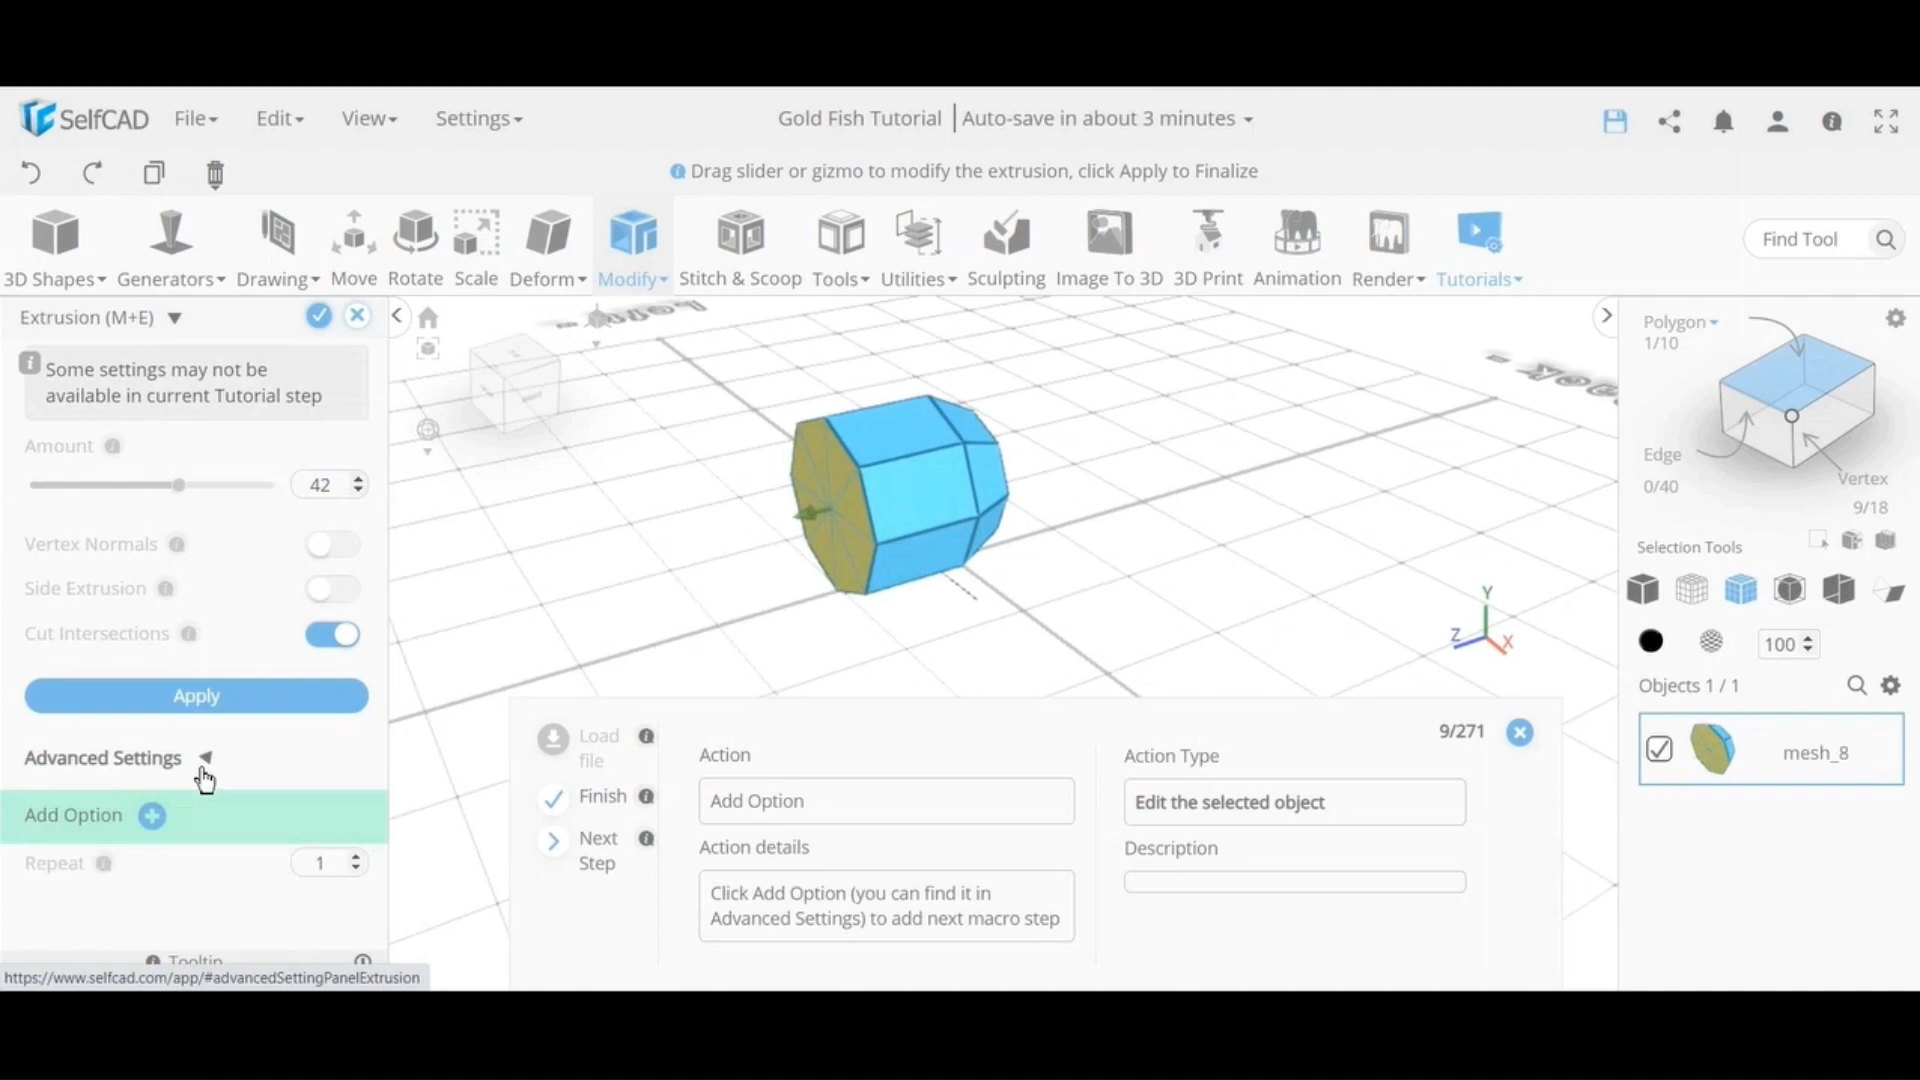 SelfCAD
File
Edit
View
Settings
Gold Fish Tutorial
Auto-save in about 3 minutes
Drag slider or gizmo to modify the extrusion, click Apply to Finalize
3D Shapes
Generators
Drawing
Move
Rotate
Scale
Deform
Modify
Stitch & Scoop
Tools
Utilities
Sculpting
Image To 3D
3D Print
Animation
Render
Tutorials
Find Tool
Extrusion (M+E)
Some settings may not be
available in current Tutorial step
Amount
42
Vertex Normals
Side Extrusion
Cut Intersections
Apply
Advanced Settings
Add Option
Repeat
1
Tooltip
https://www.selfcad.com/app/#advancedSettingPanelExtrusion
Y
Z
X
Load
file
Finish
Next
Step
Action
Add Option
Action details
Click Add Option (you can find it in
Advanced Settings) to add next macro step
9/271
Action Type
Edit the selected object
Description
Polygon
1/10
Edge
0/40
Vertex
9/18
Selection Tools
100
Objects 1 / 1
mesh_8